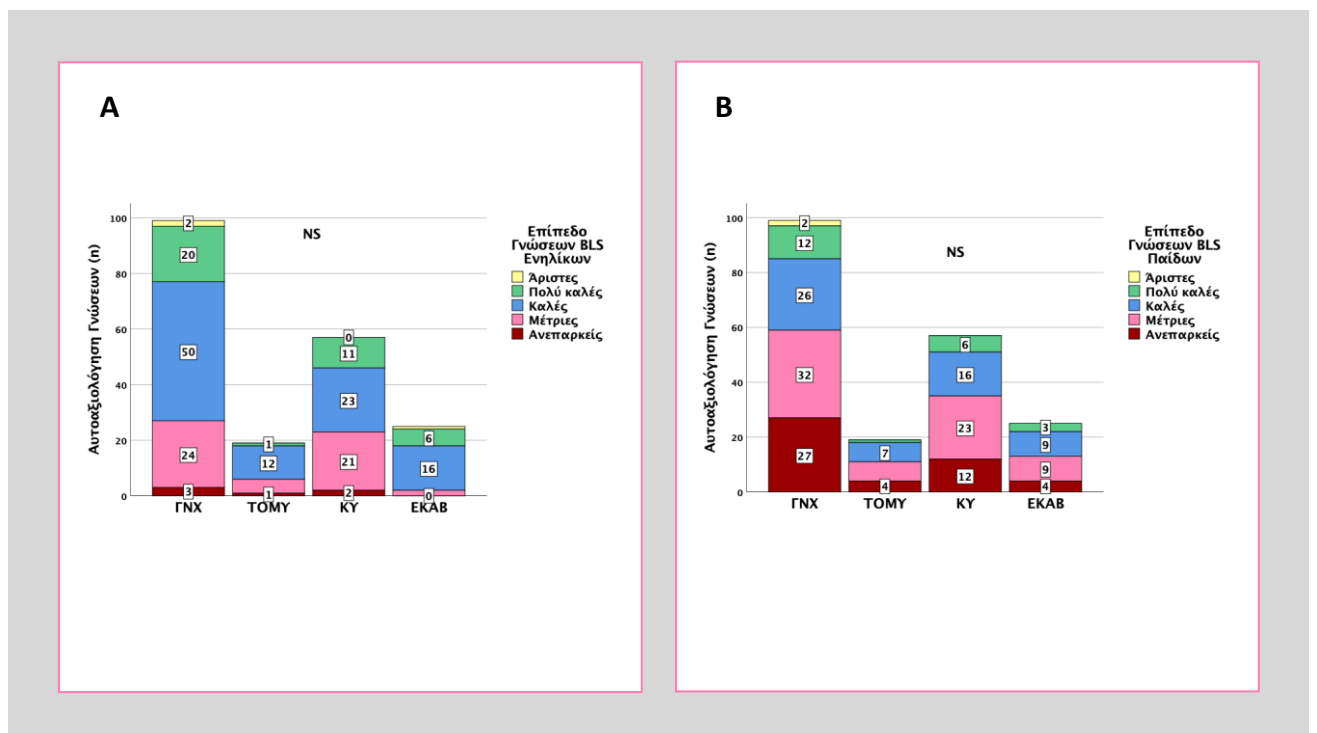 A
Αυτοαξιολόγηση Γνώσεων (n)
100
80
60
40
20
0
NS
2
20
50
24
3
1
12
1
0
11
23
21
2
6
16
0
ΓΝΧ ΤΟΜΥ ΚΥ ΕΚΑΒ
Επίπεδο
Γνώσεων BLS
Ενηλίκων
Άριστες
Πολύ καλές
Καλές
Μέτριες
Ανεπαρκείς
B
Αυτοαξιολόγηση Γνώσεων (n)
100
80
60
40
20
0
NS
2
12
26
32
27
7
4
6
16
23
12
3
9
9
4
ΓΝΧ ΤΟΜΥ ΚΥ ΕΚΑΒ
Επίπεδο
Γνώσεων BLS
Παίδων
Άριστες
Πολύ καλές
Καλές
Μέτριες
Ανεπαρκείς